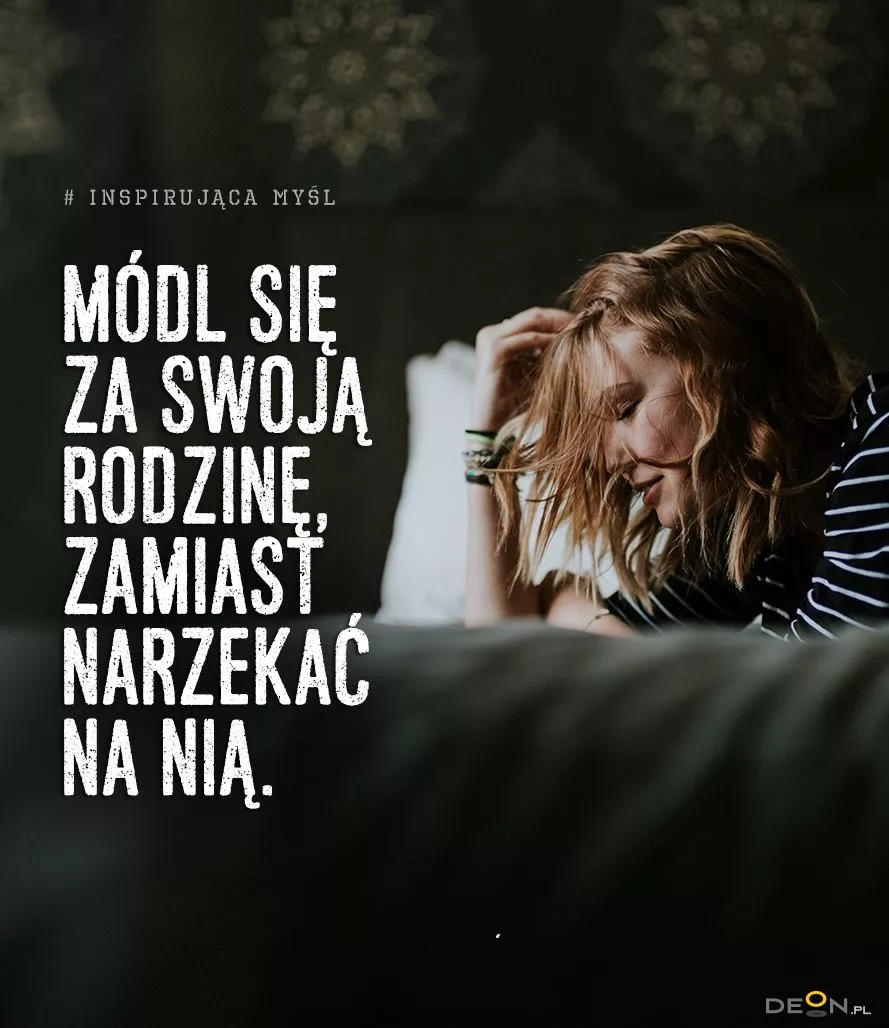 # INSPIRUJĄCA MYŚL
MÓDL SIĘ
ZA SWOJĄ
RODZINĘ,
ZAMIAST
NARZEKAĆ
NA NIĄ.
DEON.PL